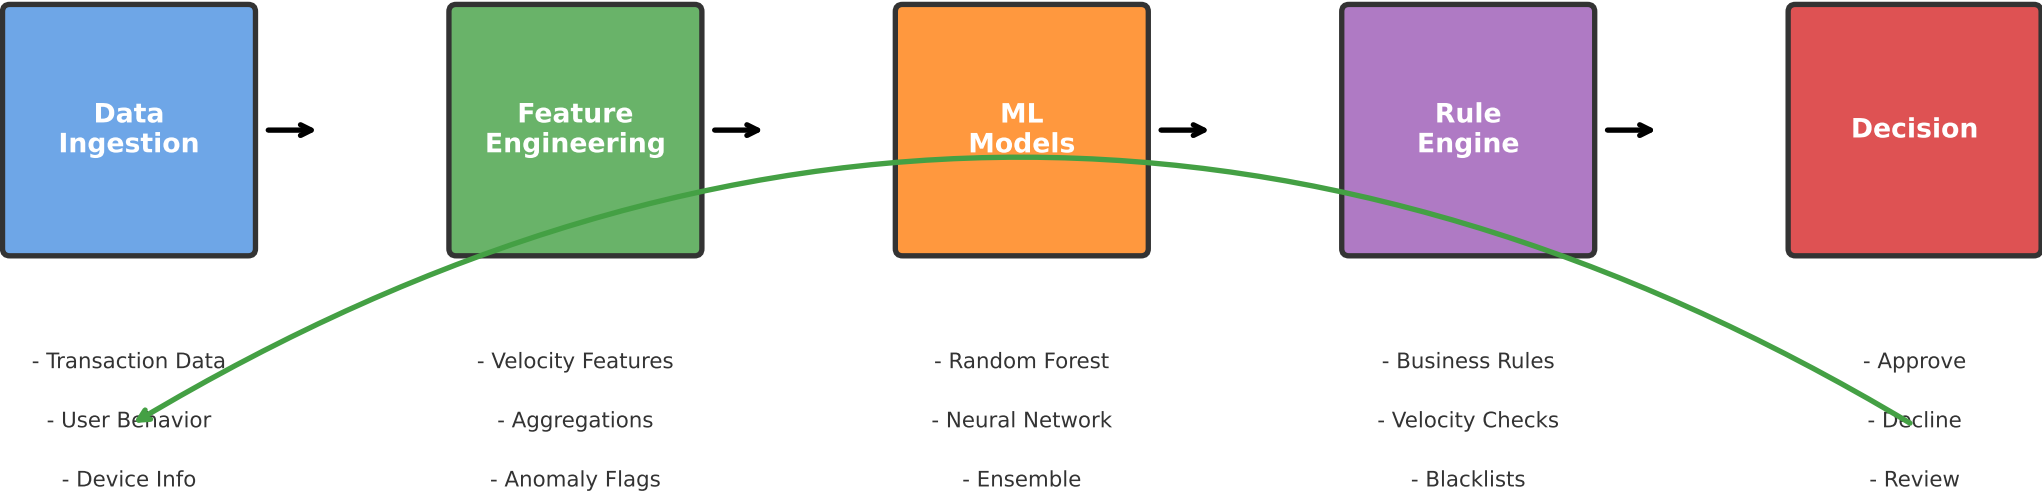 Data
Ingestion
Feature
Engineering
ML
Models
Rule
Engine
Decision
- Transaction Data
- User Behavior
- Device Info
- Velocity Features
- Aggregations
- Anomaly Flags
- Random Forest
- Neural Network
- Ensemble
- Business Rules
- Velocity Checks
- Blacklists
- Approve
- Decline
- Review